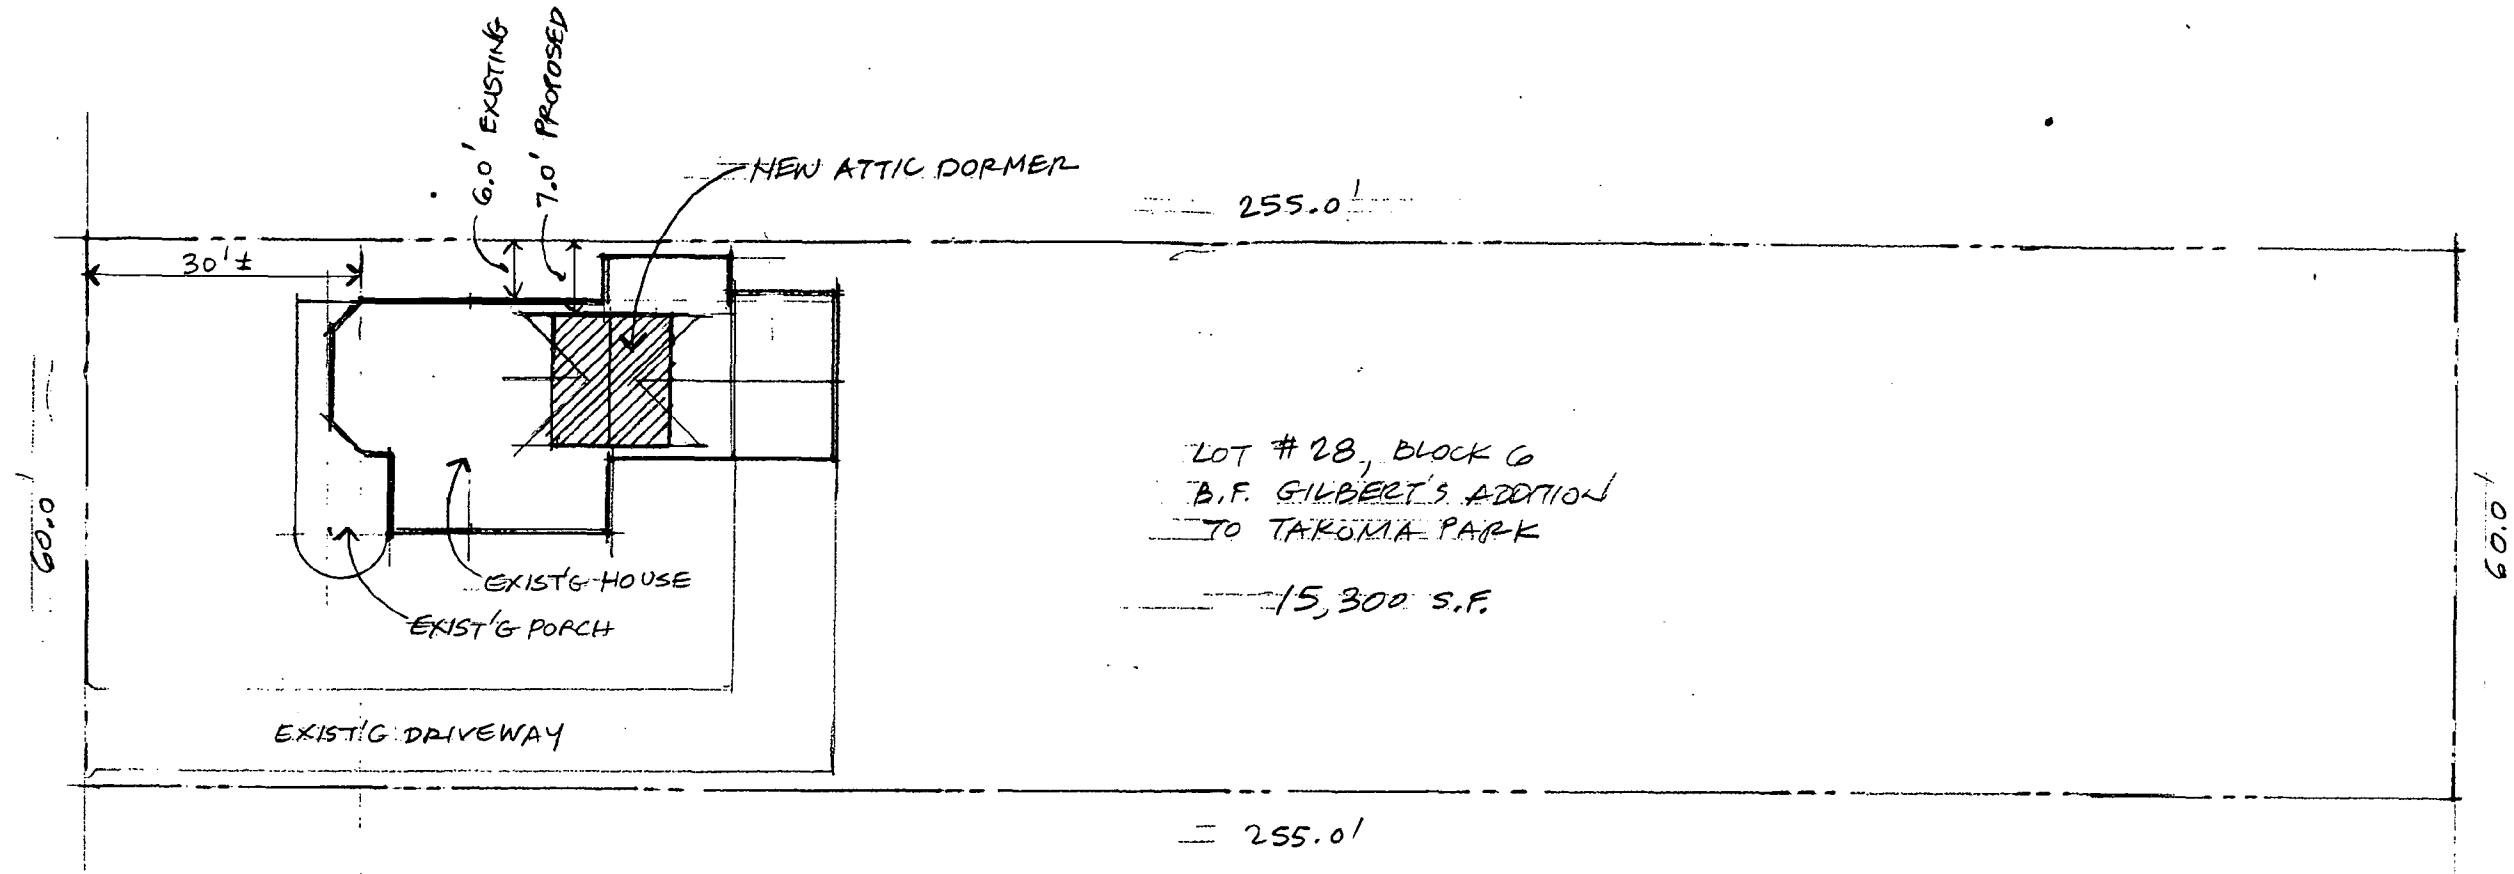 6.0' EXISTING
7.0' PROPOSED
NEW ATTIC DORMER
255.0'
30'±
60.0'
LOT #28, BLOCK 6
B.F. GILBERT'S ADDITION
TO TAKOMA PARK
15,300 S.F.
60.0'
EXIST'G HOUSE
EXIST'G PORCH
EXIST'G DRIVEWAY
255.0'